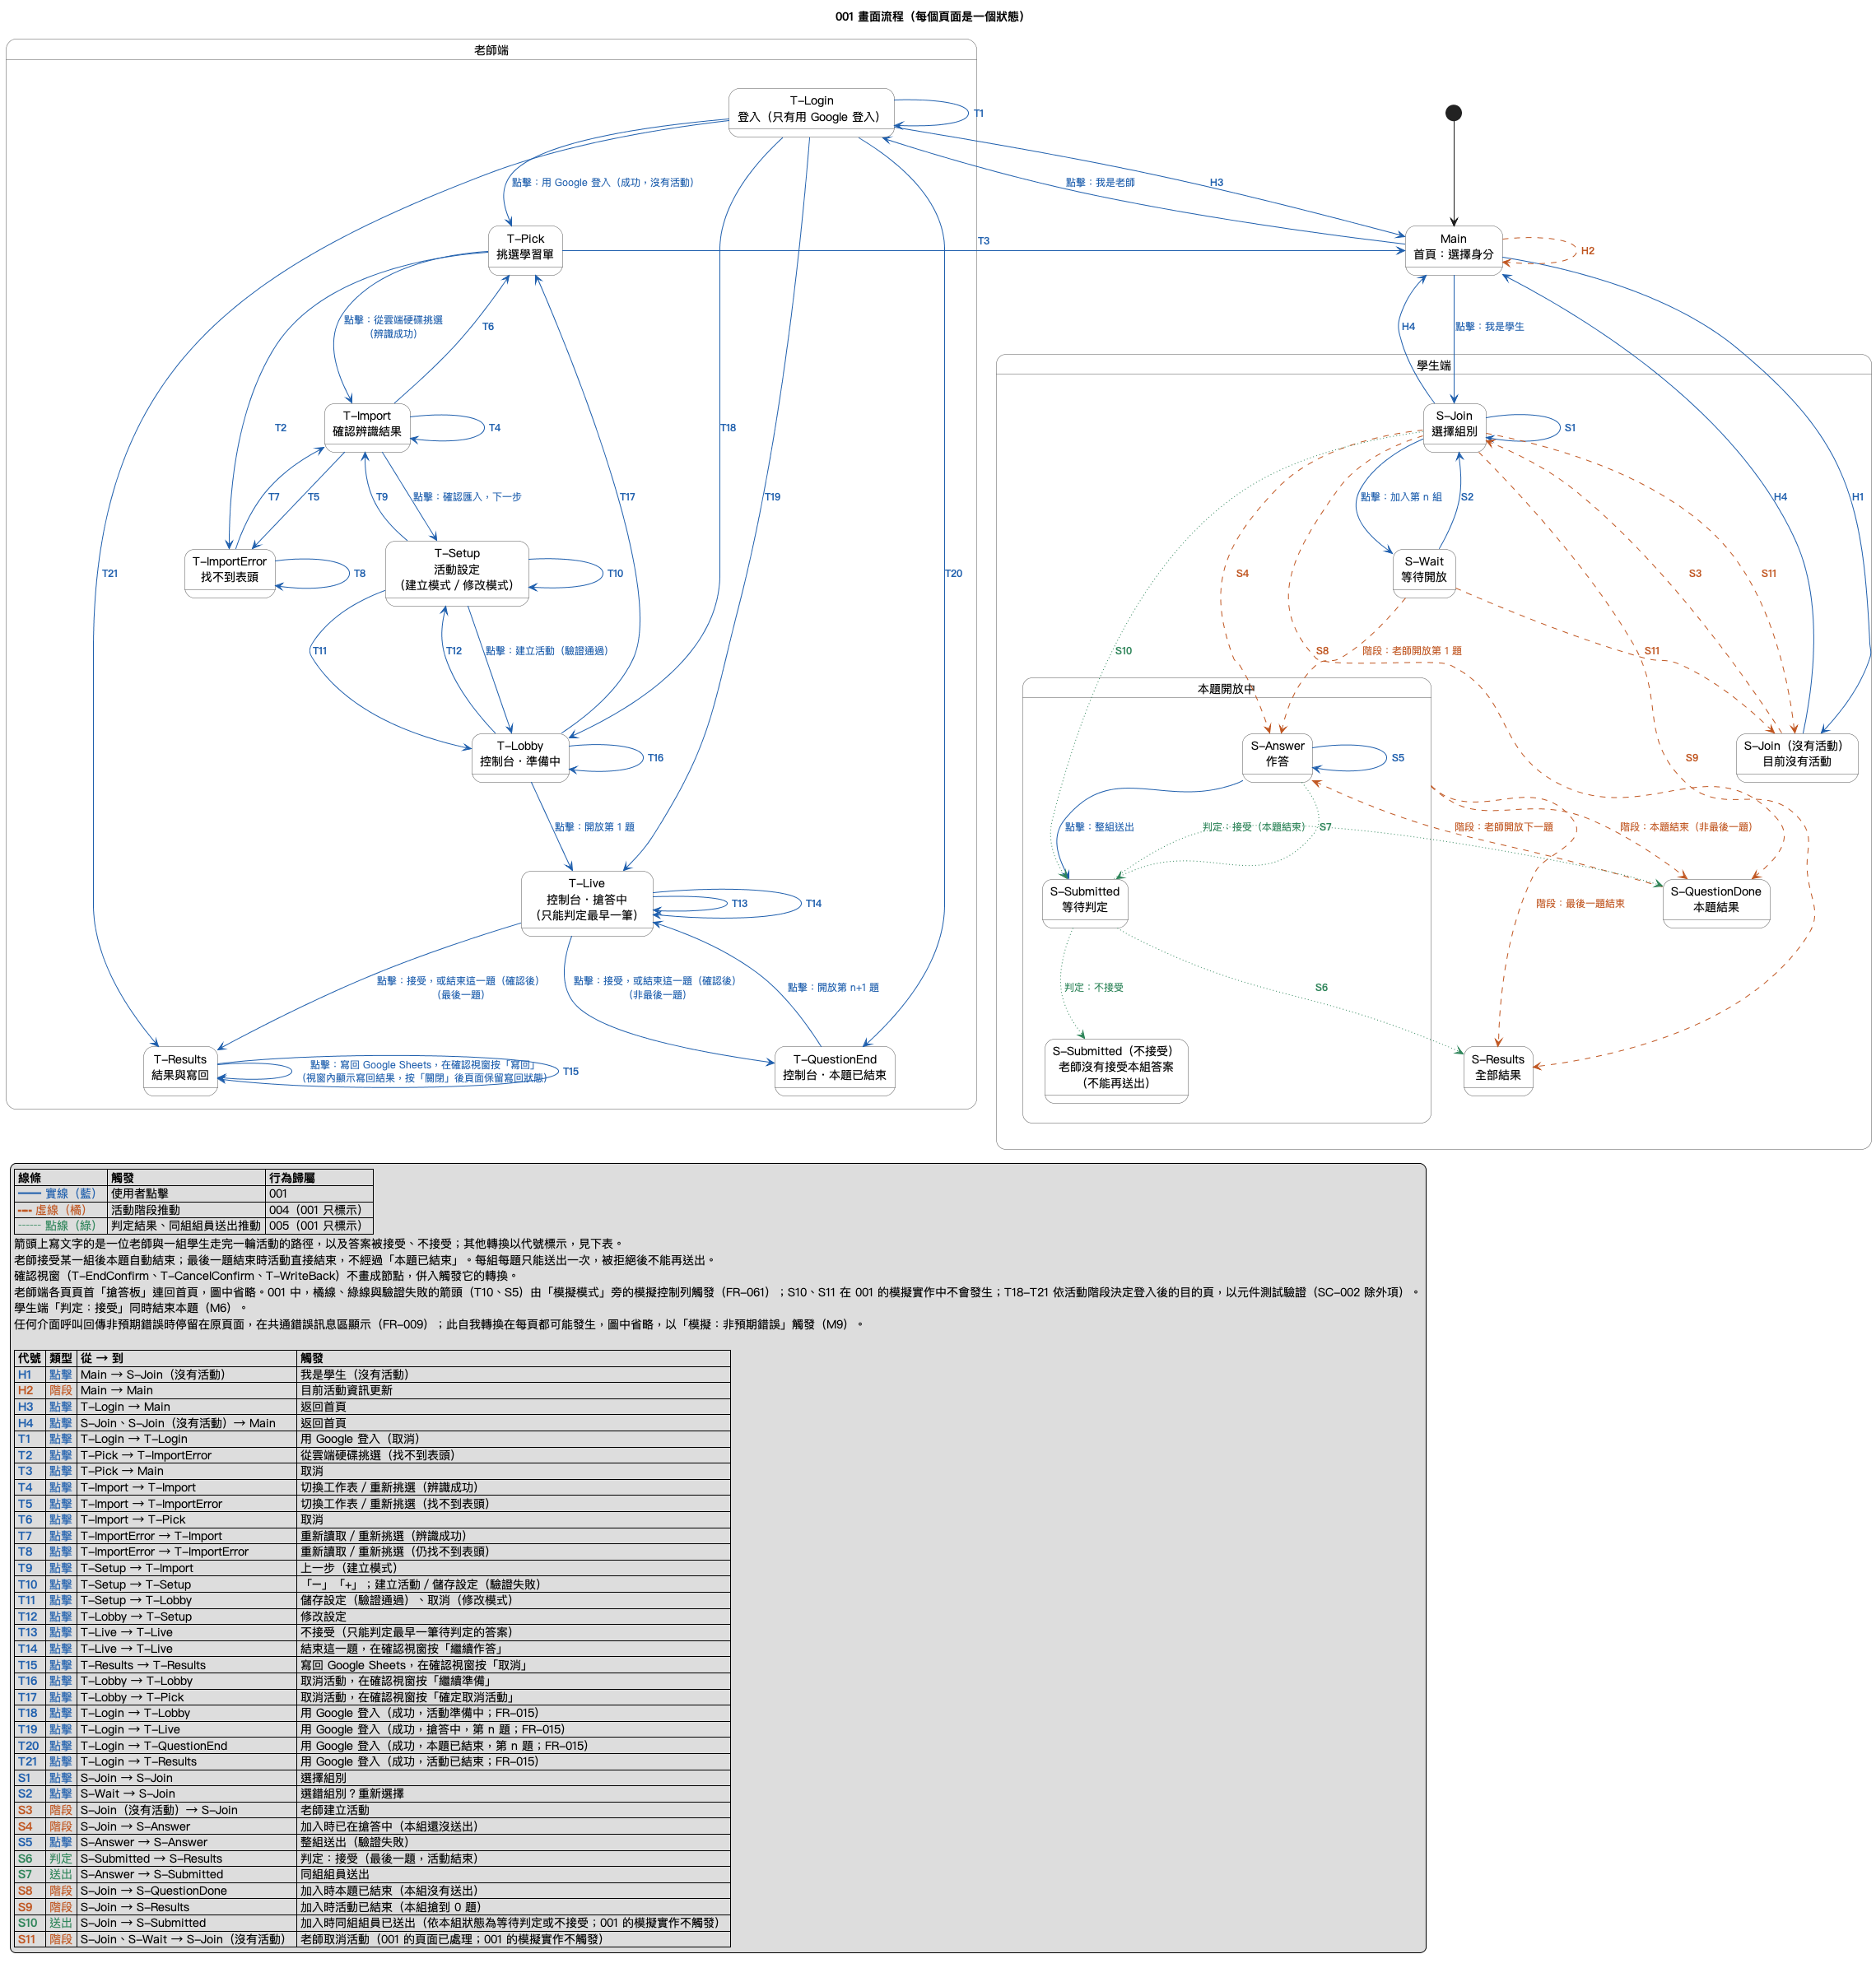 001 畫面流程（每個頁面是一個狀態）
老師端
T-Login
登入（只有用 Google 登入）
T1
點擊：用 Google 登入（成功，沒有活動）
點擊：我是老師
H3
T-Pick
挑選學習單
T3
Main
首頁：選擇身分
H2
點擊：從雲端硬碟挑選
（辨識成功）
T6
H4
點擊：我是學生
學生端
T-Import
確認辨識結果
T2
T4
T18
S-Join
選擇組別
S1
T7
T5
T9
點擊：確認匯入，下一步
T17
T19
點擊：加入第 n 組
S2
H4
H1
T-ImportError
找不到表頭
T8
T-Setup
活動設定
（建立模式 / 修改模式）
T10
T21
T20
S-Wait
等待開放
S4
S3
S11
T11
T12
點擊：建立活動（驗證通過）
S10
S8
階段：老師開放第 1 題
S11
本題開放中
T-Lobby
控制台．準備中
T16
S-Answer
作答
S5
S9
S-Join（沒有活動）
目前沒有活動
點擊：開放第 1 題
點擊：整組送出
判定：接受（本題結束）
S7
階段：老師開放下一題
階段：本題結束（非最後一題）
T-Live
控制台．搶答中
（只能判定最早一筆）
T13
T14
S-Submitted
等待判定
S-QuestionDone
本題結果
階段：最後一題結束
點擊：接受，或結束這一題（確認後）
（最後一題）
點擊：接受，或結束這一題（確認後）
（非最後一題）
點擊：開放第 n+1 題
判定：不接受
S6
T-Results
結果與寫回
點擊：寫回 Google Sheets，在確認視窗按「寫回」
（視窗內顯示寫回結果，按「關閉」後頁面保留寫回狀態）
T15
T-QuestionEnd
控制台．本題已結束
S-Submitted（不接受）
老師沒有接受本組答案
（不能再送出）
S-Results
全部結果
線條 觸發 行為歸屬
實線（藍） 使用者點擊 001
虛線（橘） 活動階段推動 004（001 只標示）
點線（綠） 判定結果、同組組員送出推動 005（001 只標示）
箭頭上寫文字的是一位老師與一組學生走完一輪活動的路徑，以及答案被接受、不接受；其他轉換以代號標示，見下表。
老師接受某一組後本題自動結束；最後一題結束時活動直接結束，不經過「本題已結束」。每組每題只能送出一次，被拒絕後不能再送出。
確認視窗（T-EndConfirm、T-CancelConfirm、T-WriteBack）不畫成節點，併入觸發它的轉換。
老師端各頁頁首「搶答板」連回首頁，圖中省略。001 中，橘線、綠線與驗證失敗的箭頭（T10、S5）由「模擬模式」旁的模擬控制列觸發（FR-061）；S10、S11 在 001 的模擬實作中不會發生；T18-T21 依活動階段決定登入後的目的頁，以元件測試驗證（SC-002 除外項）。
學生端「判定：接受」同時結束本題（M6）。
任何介面呼叫回傳非預期錯誤時停留在原頁面，在共通錯誤訊息區顯示（FR-009）；此自我轉換在每頁都可能發生，圖中省略，以「模擬：非預期錯誤」觸發（M9）。
代號 類型 從 → 到 觸發
H1 點擊 Main → S-Join（沒有活動） 我是學生（沒有活動）
H2 階段 Main → Main 目前活動資訊更新
H3 點擊 T-Login → Main 返回首頁
H4 點擊 S-Join、S-Join（沒有活動）→ Main 返回首頁
T1 點擊 T-Login → T-Login 用 Google 登入（取消）
T2 點擊 T-Pick → T-ImportError 從雲端硬碟挑選（找不到表頭）
T3 點擊 T-Pick → Main 取消
T4 點擊 T-Import → T-Import 切換工作表 / 重新挑選（辨識成功）
T5 點擊 T-Import → T-ImportError 切換工作表 / 重新挑選（找不到表頭）
T6 點擊 T-Import → T-Pick 取消
T7 點擊 T-ImportError → T-Import 重新讀取 / 重新挑選（辨識成功）
T8 點擊 T-ImportError → T-ImportError 重新讀取 / 重新挑選（仍找不到表頭）
T9 點擊 T-Setup → T-Import 上一步（建立模式）
T10 點擊 T-Setup → T-Setup 「−」「+」；建立活動 / 儲存設定（驗證失敗）
T11 點擊 T-Setup → T-Lobby 儲存設定（驗證通過）、取消（修改模式）
T12 點擊 T-Lobby → T-Setup 修改設定
T13 點擊 T-Live → T-Live 不接受（只能判定最早一筆待判定的答案）
T14 點擊 T-Live → T-Live 結束這一題，在確認視窗按「繼續作答」
T15 點擊 T-Results → T-Results 寫回 Google Sheets，在確認視窗按「取消」
T16 點擊 T-Lobby → T-Lobby 取消活動，在確認視窗按「繼續準備」
T17 點擊 T-Lobby → T-Pick 取消活動，在確認視窗按「確定取消活動」
T18 點擊 T-Login → T-Lobby 用 Google 登入（成功，活動準備中；FR-015）
T19 點擊 T-Login → T-Live 用 Google 登入（成功，搶答中，第 n 題；FR-015）
T20 點擊 T-Login → T-QuestionEnd 用 Google 登入（成功，本題已結束，第 n 題；FR-015）
T21 點擊 T-Login → T-Results 用 Google 登入（成功，活動已結束；FR-015）
S1 點擊 S-Join → S-Join 選擇組別
S2 點擊 S-Wait → S-Join 選錯組別？重新選擇
S3 階段 S-Join（沒有活動）→ S-Join 老師建立活動
S4 階段 S-Join → S-Answer 加入時已在搶答中（本組還沒送出）
S5 點擊 S-Answer → S-Answer 整組送出（驗證失敗）
S6 判定 S-Submitted → S-Results 判定：接受（最後一題，活動結束）
S7 送出 S-Answer → S-Submitted 同組組員送出
S8 階段 S-Join → S-QuestionDone 加入時本題已結束（本組沒有送出）
S9 階段 S-Join → S-Results 加入時活動已結束（本組搶到 0 題）
S10 送出 S-Join → S-Submitted 加入時同組組員已送出（依本組狀態為等待判定或不接受；001 的模擬實作不觸發）
S11 階段 S-Join、S-Wait → S-Join（沒有活動） 老師取消活動（001 的頁面已處理；001 的模擬實作不觸發）